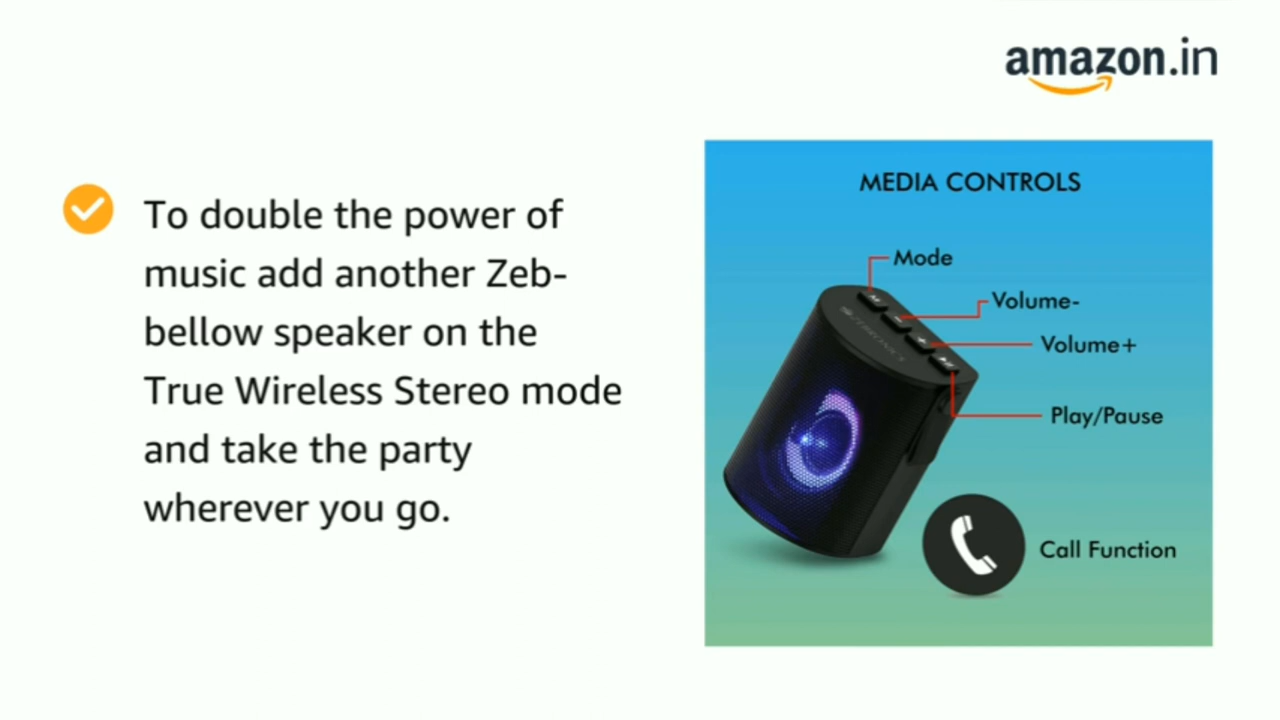 amazon.in
To double the power of
music add another Zeb-
bellow speaker on the
True Wireless Stereo mode
and take the party
wherever you go.
MEDIA CONTROLS
Mode
Volume-
Volume+
Play/Pause
M
ZEBRONICS
Call Function